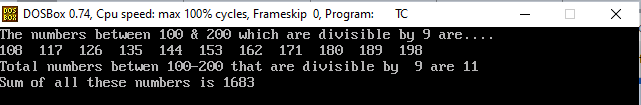 DOS
BOX
DOSBox 0.74, Cpu speed: max 100% cycles, Frameskip 0, Program: TC
The numbers between 100 & 200 which are divisible by 9 are....
108 117 126 135 144 153 162 171 180 189 198
Total numbers betwen 100-200 that are divisible by 9 are 11
Sum of all these numbers is 1683